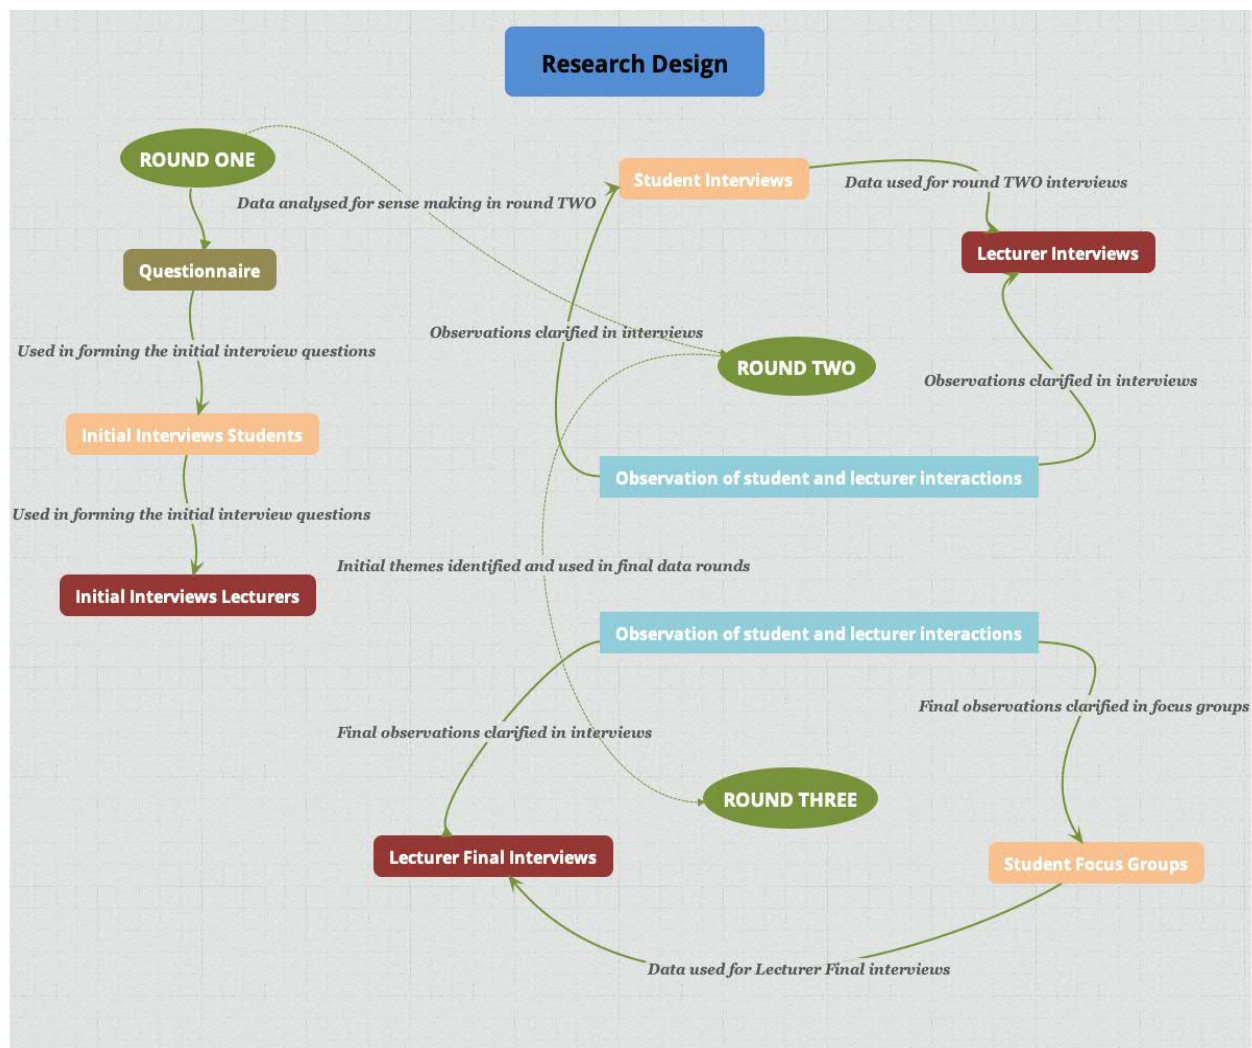 Research Design
ROUND ONE
Data analysed for sense making in round TWO
Questionnaire
Used in forming the initial interview questions
Initial Interviews Students
Used in forming the initial interview questions
Initial Interviews Lecturers
Student Interviews
Data used for round TWO interviews
Lecturer Interviews
Observations clarified in interviews
ROUND TWO
Observations clarified in interviews
Observation of student and lecturer interactions
Initial themes identified and used in final data rounds
Observation of student and lecturer interactions
Final observations clarified in interviews
Final observations clarified in focus groups
ROUND THREE
Lecturer Final Interviews
Student Focus Groups
Data used for Lecturer Final interviews